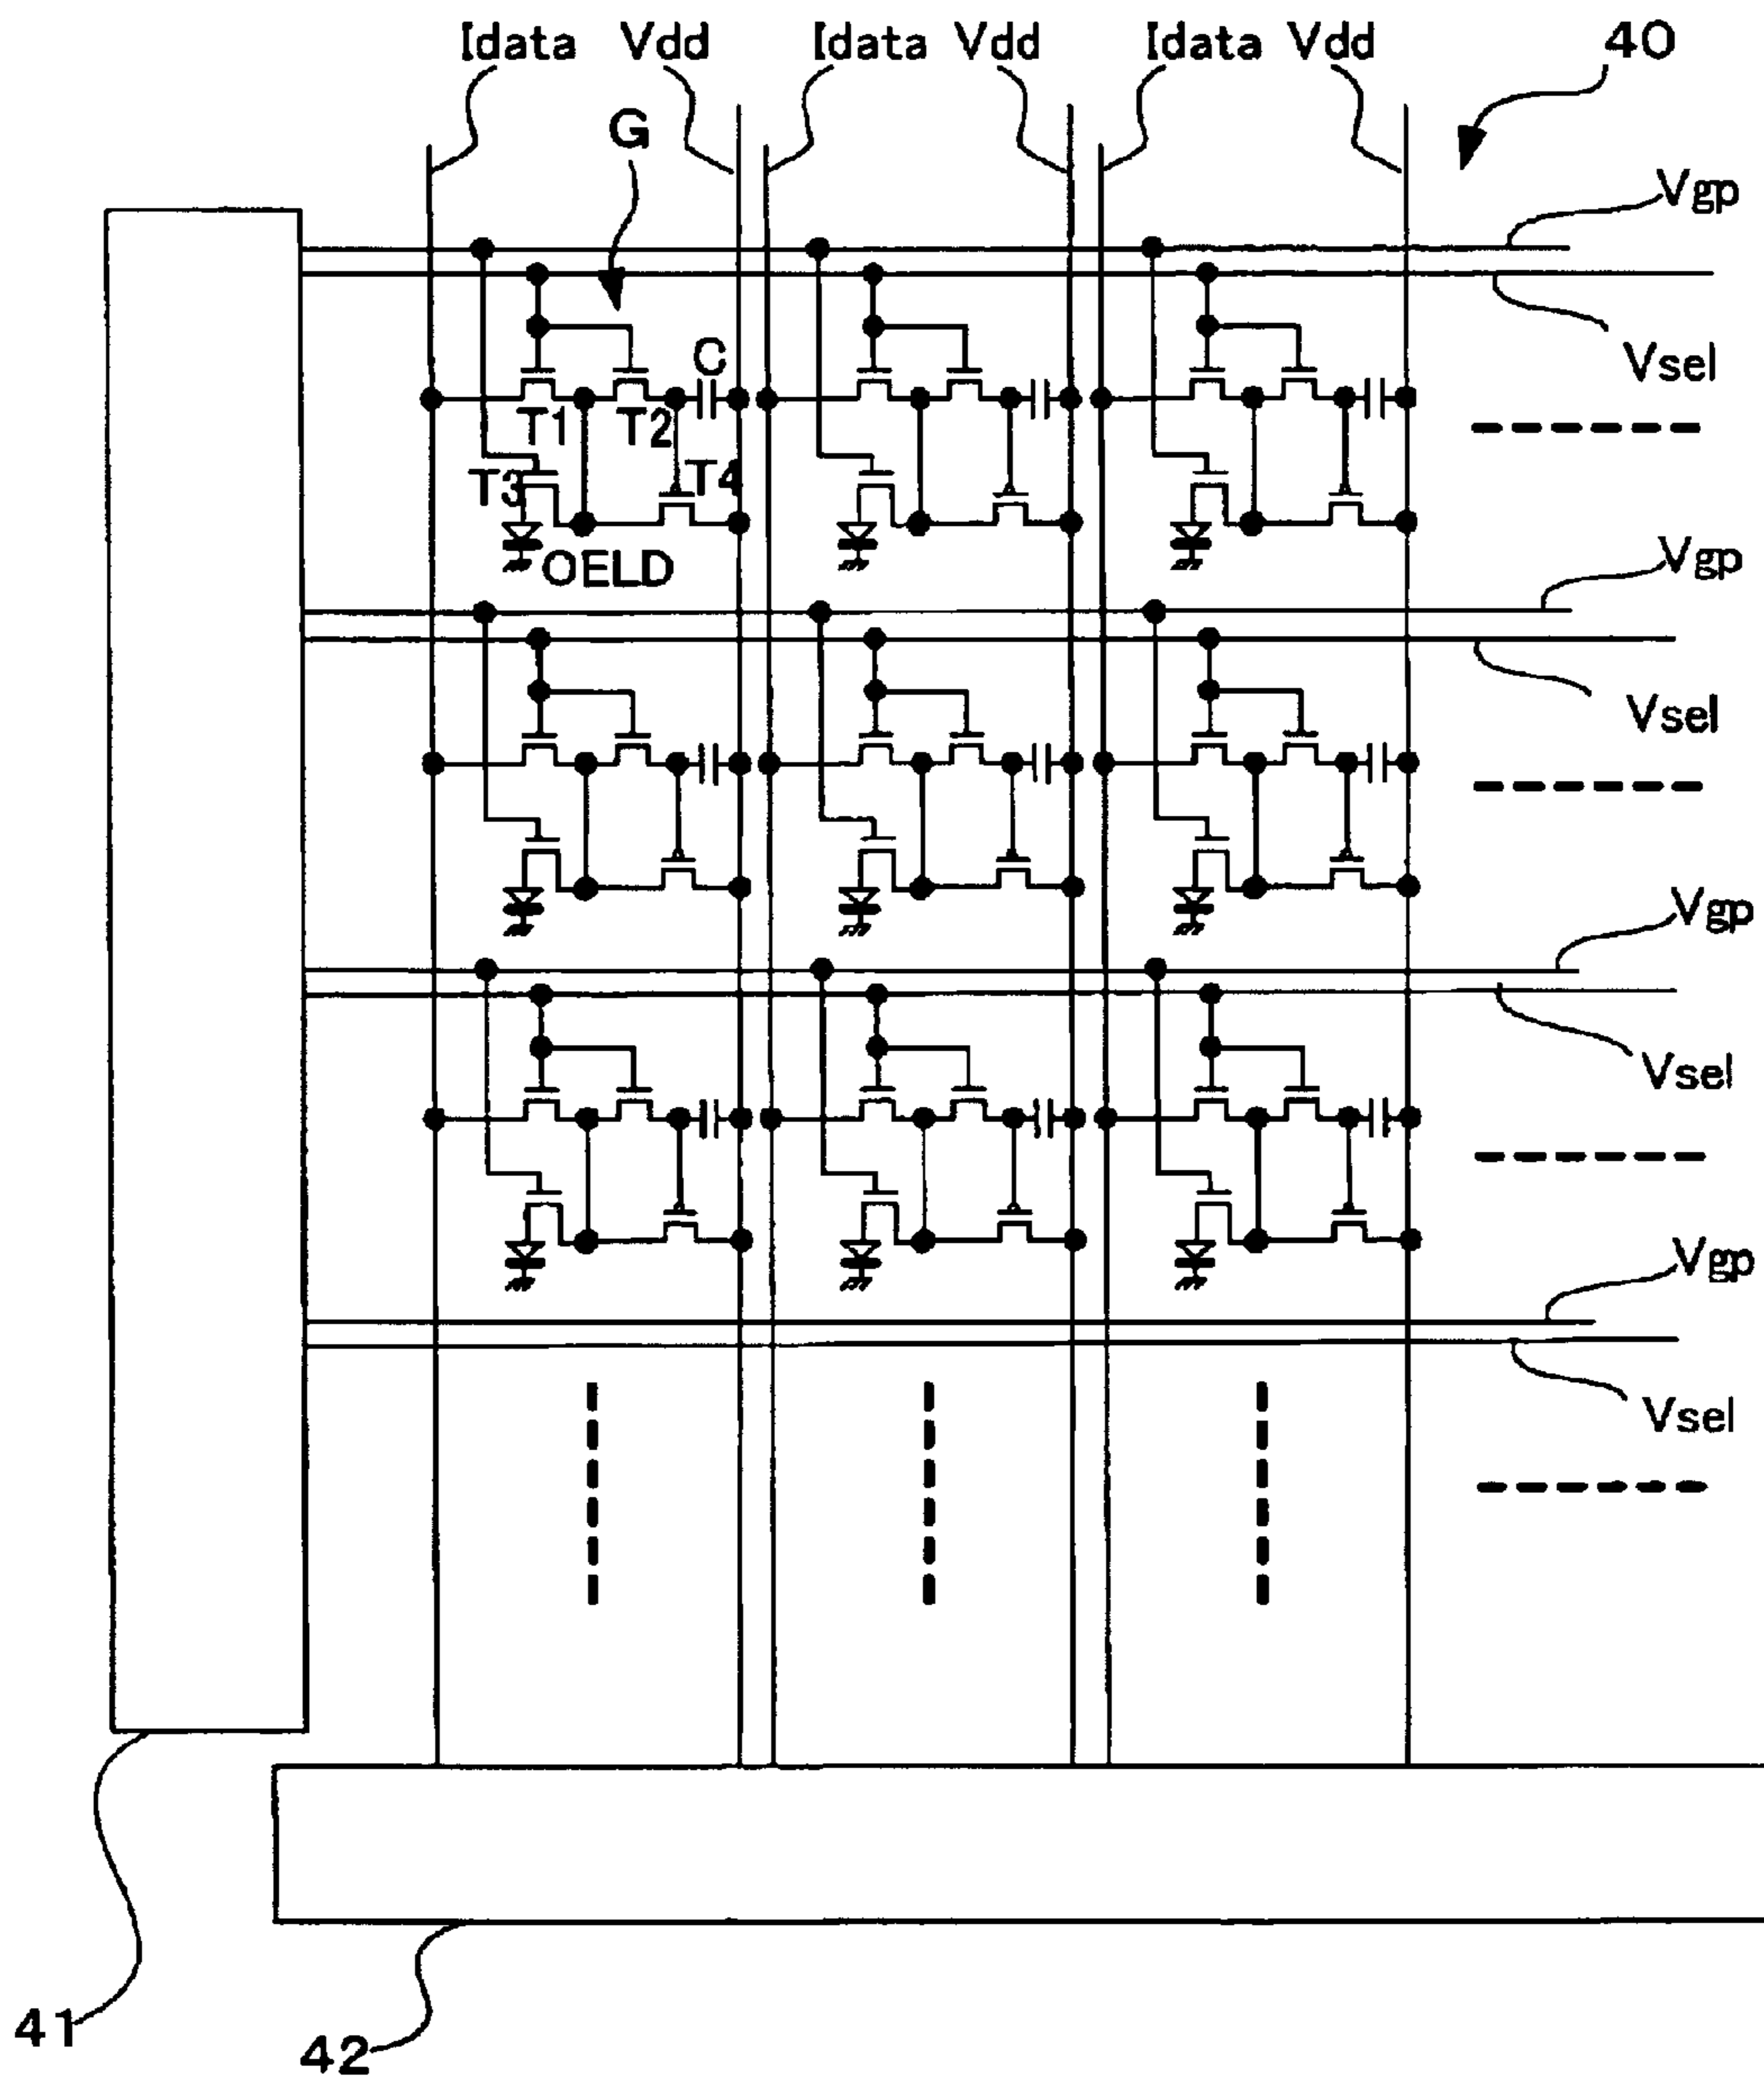 Idata Vdd Idata Vdd Idata Vdd 40
G
Vgp
Vsel
C
T1 T2
T3 T4
OELD
Vgp
Vsel
Vgp
Vsel
Vgp
Vsel
41
42